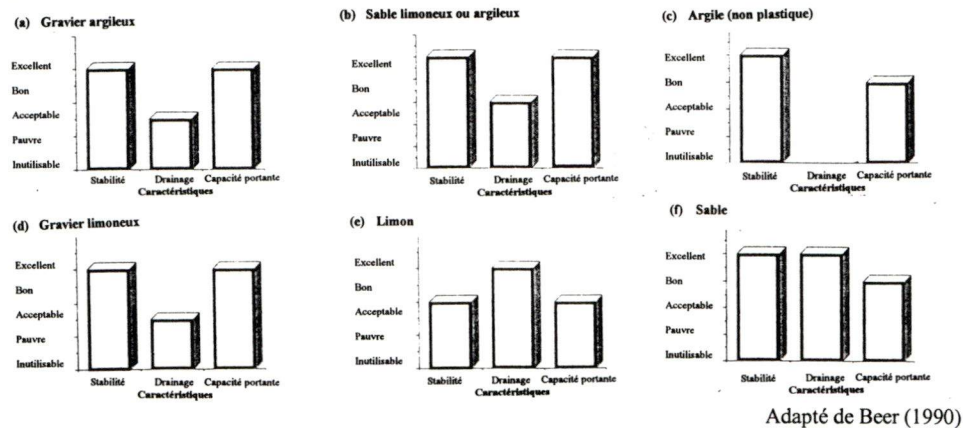 (a) Gravier argileux
Excellent
Bon
Acceptable
Pauvre
Inutilisable
Stabilité Drainage Capacité portante
Caractéristiques
(b) Sable limoneux ou argileux
Excellent
Bon
Acceptable
Pauvre
Inutilisable
Stabilité Drainage Capacité portante
Caractéristiques
(c) Argile (non plastique)
Excellent
Bon
Acceptable
Pauvre
Inutilisable
Stabilité Drainage Capacité portante
Caractéristiques
(d) Gravier limoneux
Excellent
Bon
Acceptable
Pauvre
Inutilisable
Stabilité Drainage Capacité portante
Caractéristiques
(e) Limon
Excellent
Bon
Acceptable
Pauvre
Inutilisable
Stabilité Drainage Capacité portante
Caractéristiques
(f) Sable
Excellent
Bon
Acceptable
Pauvre
Inutilisable
Stabilité Drainage Capacité portante
Caractéristiques
Adapté de Beer (1990)